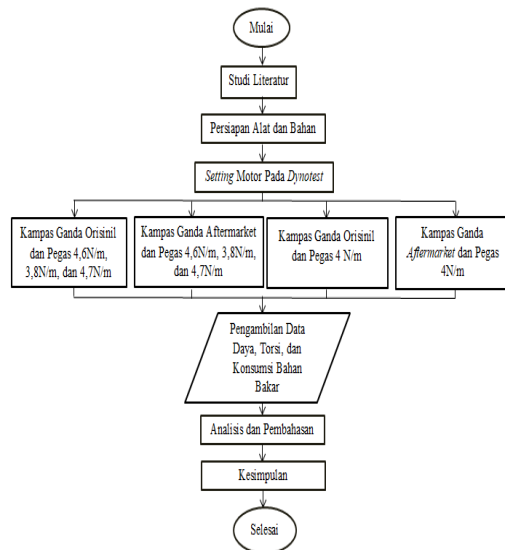 Mulai
Studi Literatur
Persiapan Alat dan Bahan
Setting Motor Pada Dynotest
Kampas Ganda Orisinil
dan Pegas 4,6N/m,
3,8N/m, dan 4,7N/m
Kampas Ganda Aftermarket
dan Pegas 4,6N/m, 3,8N/m,
dan 4,7N/m
Kampas Ganda Orisinil
dan Pegas 4 N/m
Kampas Ganda
Aftermarket dan Pegas
4N/m
Pengambilan Data
Daya, Torsi, dan
Konsumsi Bahan
Bakar
Analisis dan Pembahasan
Kesimpulan
Selesai